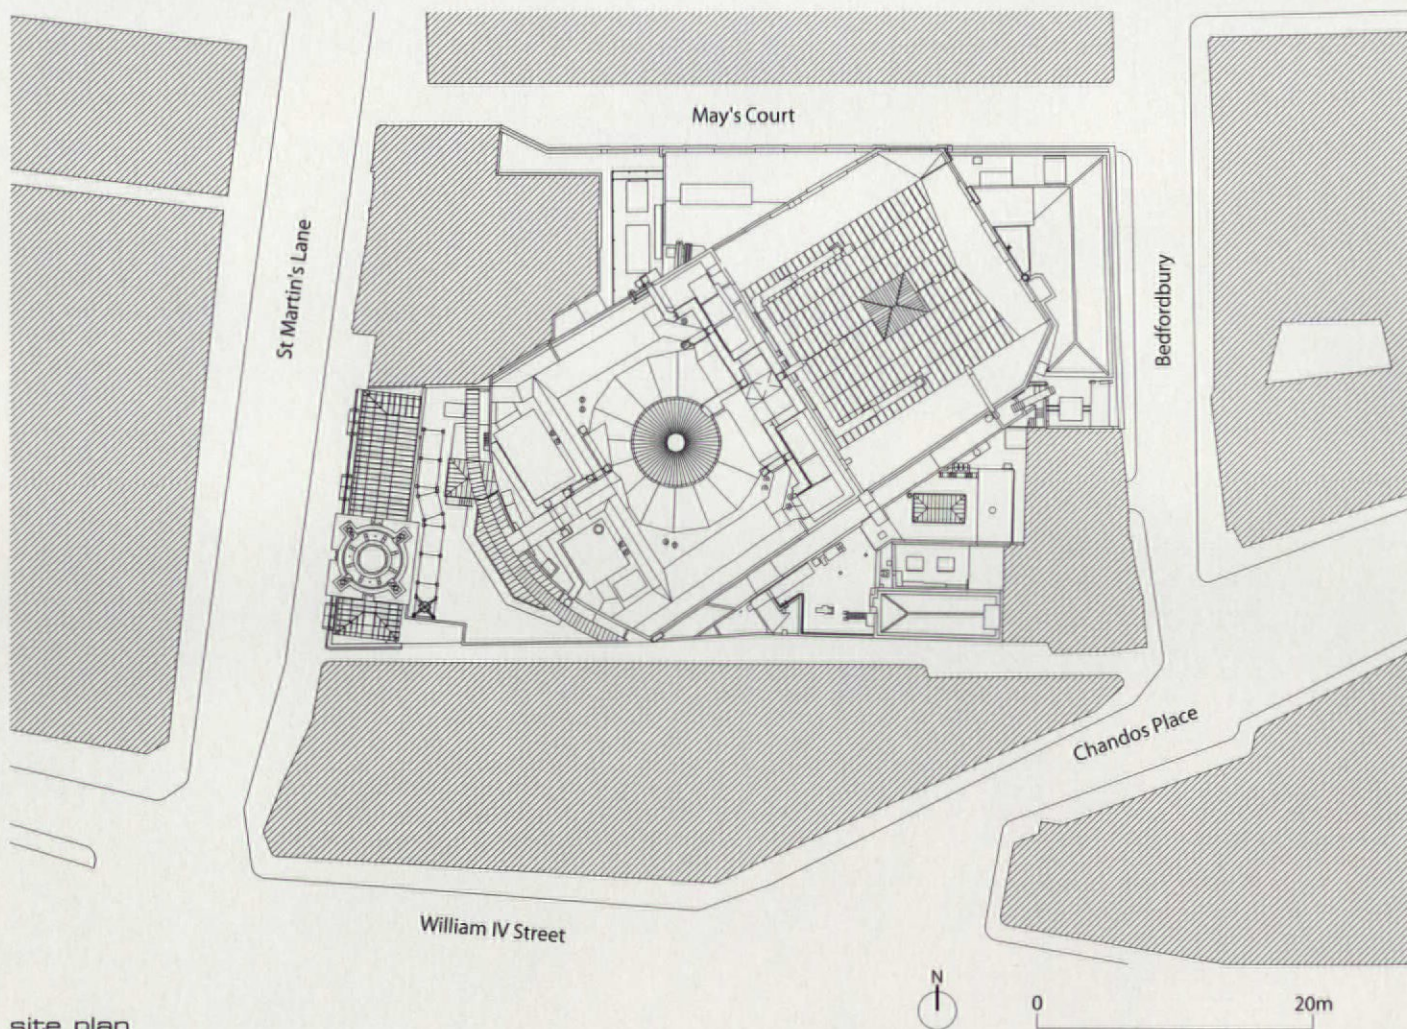 May's Court
St Martin's Lane
Bedfordbury
Chandos Place
William IV Street
N
0 20m
site plan